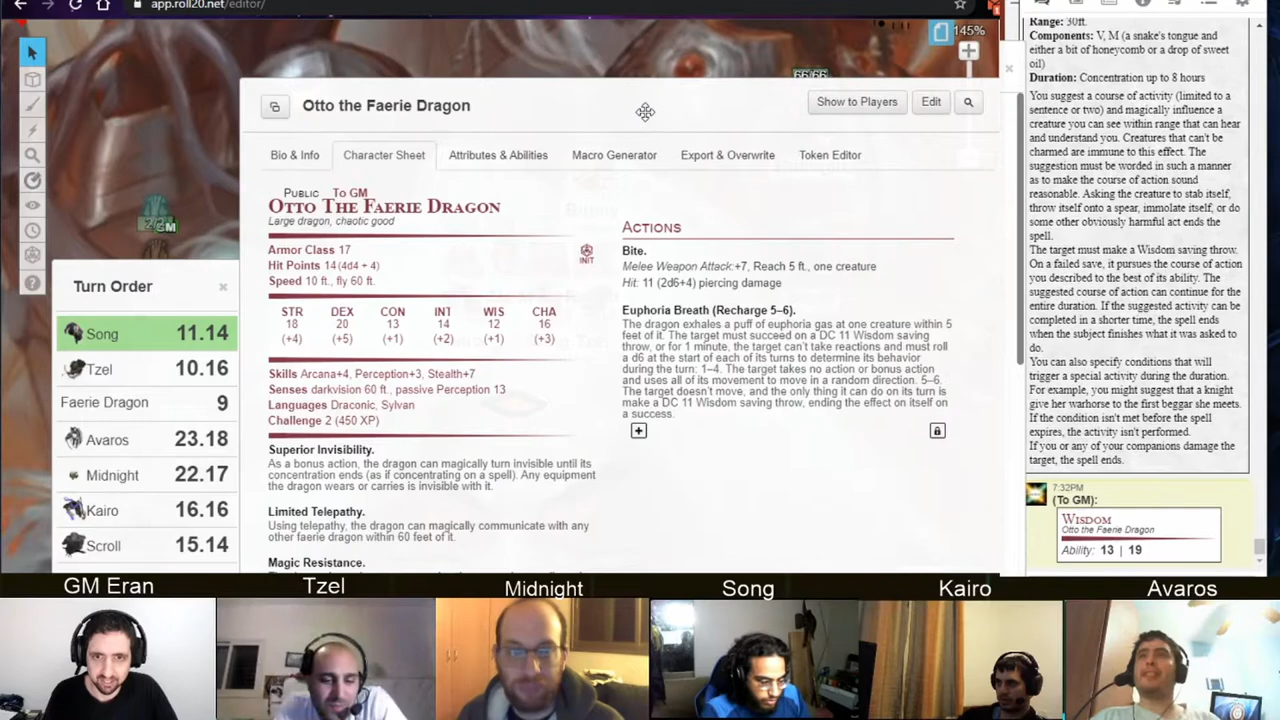 app.roll20.net/editor/
145%
Otto the Faerie Dragon
Show to Players
Edit
Bio & Info
Character Sheet
Attributes & Abilities
Macro Generator
Export & Overwrite
Token Editor
Public To GM
Otto the Faerie Dragon
Large dragon, chaotic good
Armor Class 17
Hit Points 14 (4d4 + 4)
Speed 10 ft., fly 60 ft.
INIT
STR DEX CON INT WIS CHA
18 20 13 14 12 16
(+4) (+5) (+1) (+2) (+1) (+3)
Skills Arcana+4, Perception+3, Stealth+7
Senses darkvision 60 ft., passive Perception 13
Languages Draconic, Sylvan
Challenge 2 (450 XP)
Superior Invisibility.
As a bonus action, the dragon can magically turn invisible until its
concentration ends (as if concentrating on a spell). Any equipment
the dragon wears or carries is invisible with it.
Limited Telepathy.
Using telepathy, the dragon can magically communicate with any
other faerie dragon within 60 feet of it.
Magic Resistance.
Actions
Bite.
Melee Weapon Attack:+7, Reach 5 ft., one creature
Hit: 11 (2d6+4) piercing damage
Euphoria Breath (Recharge 5–6).
The dragon exhales a puff of euphoria gas at one creature within 5
feet of it. The target must succeed on a DC 11 Wisdom saving
throw, or for 1 minute, the target can't take reactions and must roll
a d6 at the start of each of its turns to determine its behavior
during the turn: 1–4. The target takes no action or bonus action
and uses all of its movement to move in a random direction. 5–6.
The target doesn't move, and the only thing it can do on its turn is
make a DC 11 Wisdom saving throw, ending the effect on itself on
a success.
GM
Turn Order
Song 11.14
Tzel 10.16
Faerie Dragon 9
Avaros 23.18
Midnight 22.17
Kairo 16.16
Scroll 15.14
Range: 30ft.
Components: V, M (a snake's tongue and
either a bit of honeycomb or a drop of sweet
oil)
Duration: Concentration up to 8 hours
You suggest a course of activity (limited to a
sentence or two) and magically influence a
creature you can see within range that can hear
and understand you. Creatures that can't be
charmed are immune to this effect. The
suggestion must be worded in such a manner
as to make the course of action sound
reasonable. Asking the creature to stab itself,
throw itself onto a spear, immolate itself, or do
some other obviously harmful act ends the
spell.
The target must make a Wisdom saving throw.
On a failed save, it pursues the course of action
you described to the best of its ability. The
suggested course of action can continue for the
entire duration. If the suggested activity can be
completed in a shorter time, the spell ends
when the subject finishes what it was asked to
do.
You can also specify conditions that will
trigger a special activity during the duration.
For example, you might suggest that a knight
give her warhorse to the first beggar she meets.
If the condition isn't met before the spell
expires, the activity isn't performed.
If you or any of your companions damage the
target, the spell ends.
7:32PM
(To GM):
Wisdom
Otto the Faerie Dragon
Ability: 13 | 19
GM Eran
Tzel
Midnight
Song
Kairo
Avaros